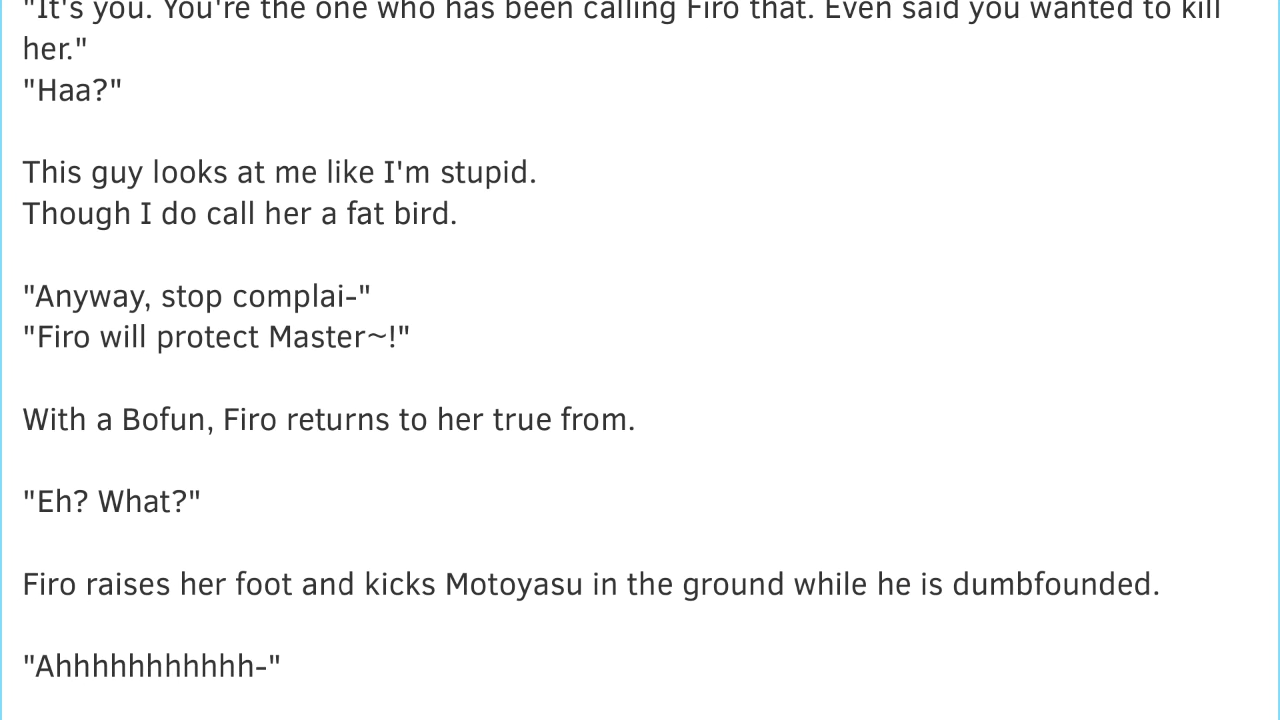 "It's you. You're the one who has been calling Firo that. Even said you wanted to kill
her."
"Haa?"
This guy looks at me like I'm stupid.
Though I do call her a fat bird.
"Anyway, stop complai-"
"Firo will protect Master~!"
With a Bofun, Firo returns to her true from.
"Eh? What?"
Firo raises her foot and kicks Motoyasu in the ground while he is dumbfounded.
"Ahhhhhhhhhhh-"